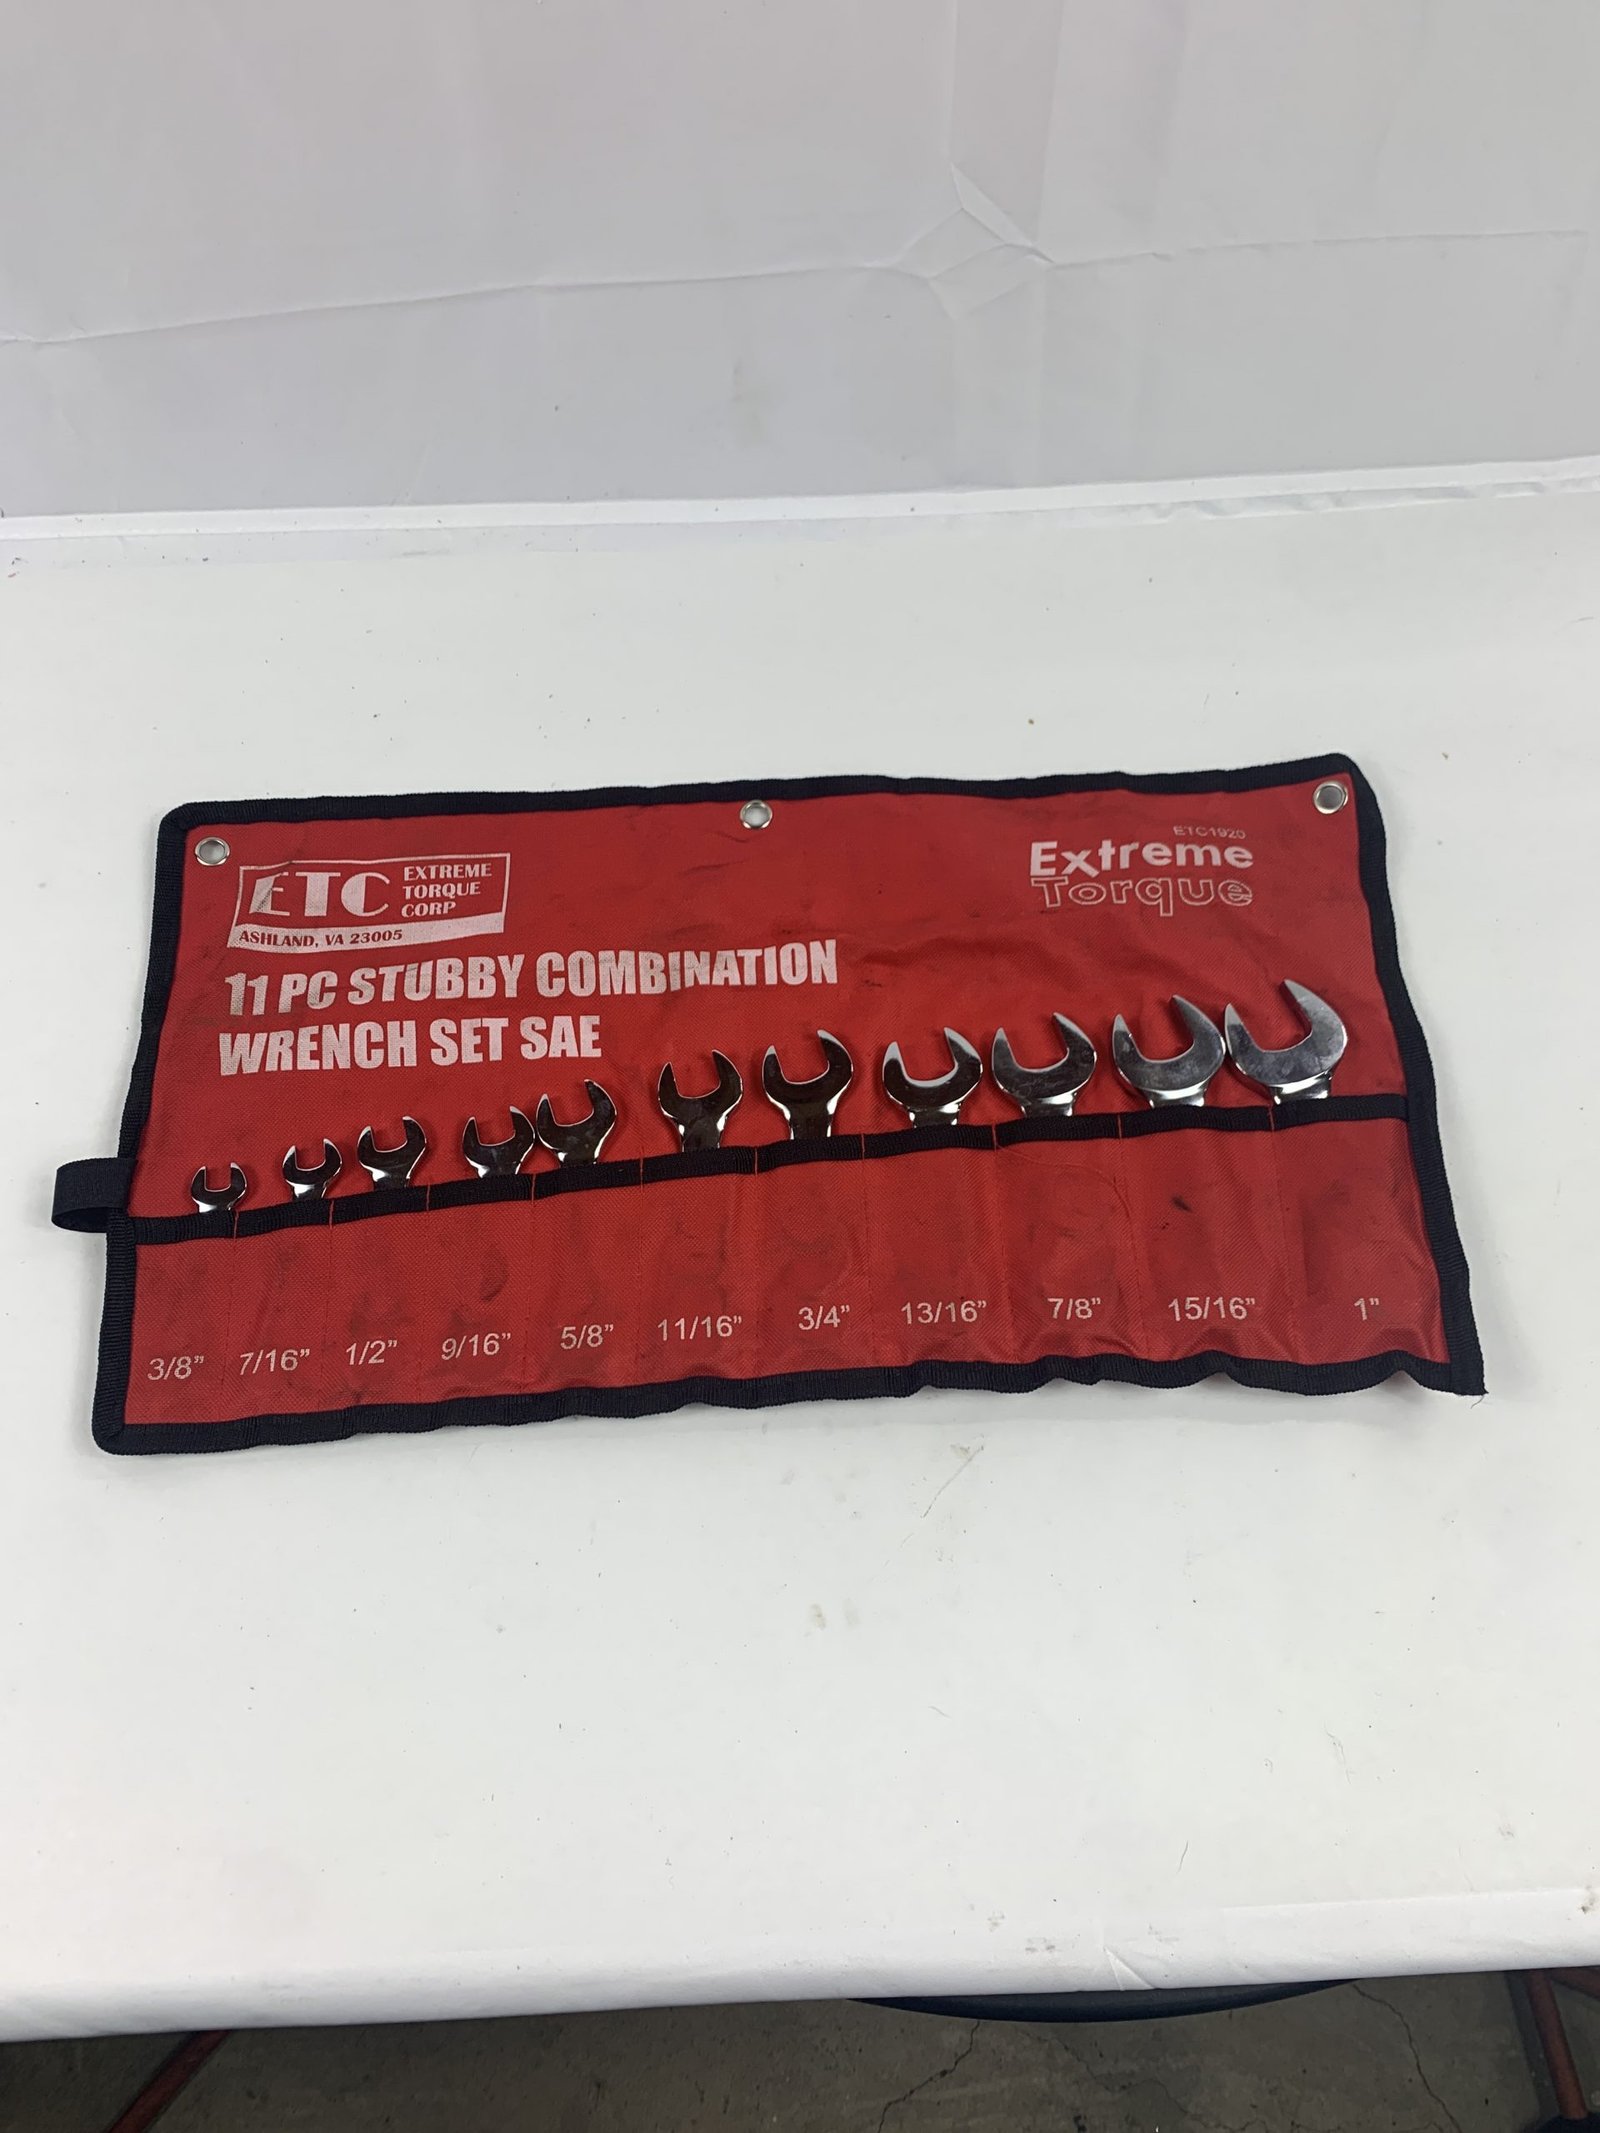 ETC
EXTREME
TORQUE
CORP
ASHLAND, VA 23005
ETC1920
Extreme
Torque
11 PC STUBBY COMBINATION
WRENCH SET SAE
3/8” 7/16” 1/2” 9/16” 5/8” 11/16” 3/4” 13/16” 7/8” 15/16” 1”